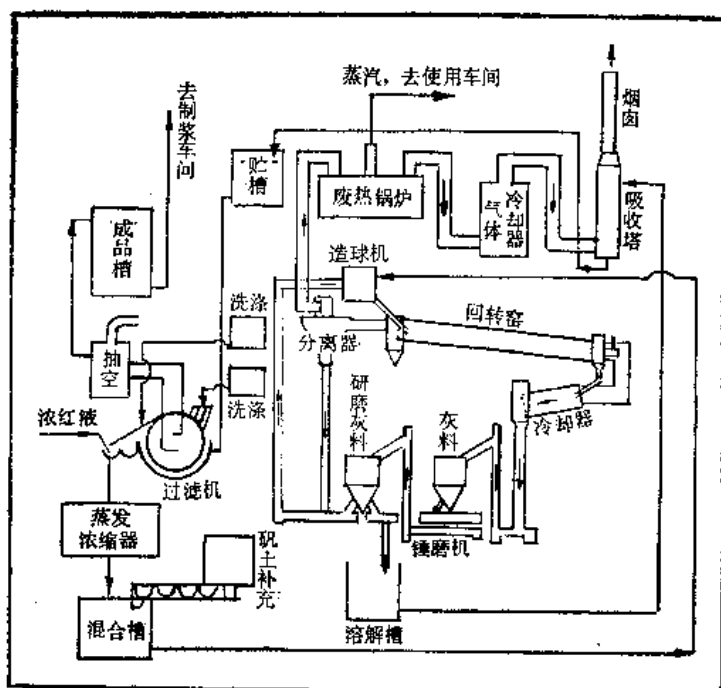 蒸汽，去使用车间
去制浆车间
烟囱
贮槽
废热锅炉
气体
冷却器
吸收塔
成品槽
造球机
洗涤
回转窑
分离器
抽空
洗涤
研磨灰料
灰料
冷却器
浓红液
过滤机
蒸发
浓缩器
矾土补充
锤磨机
混合槽
溶解槽